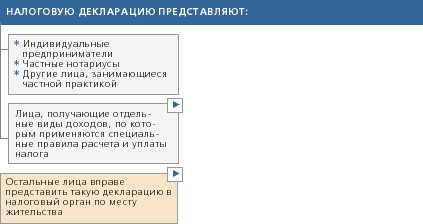 НАЛОГОВУЮ ДЕКЛАРАЦИЮ ПРЕДСТАВЛЯЮТ:
* Индивидуальные
предприниматели
* Частные нотариусы
* Другие лица, занимающиеся
частной практикой
Лица, получающие отдель-
ные виды доходов, по кото-
рым применяются специаль-
ные правила расчета и уплаты
налога
Остальные лица вправе
представить такую декларацию в
налоговый орган по месту
жительства